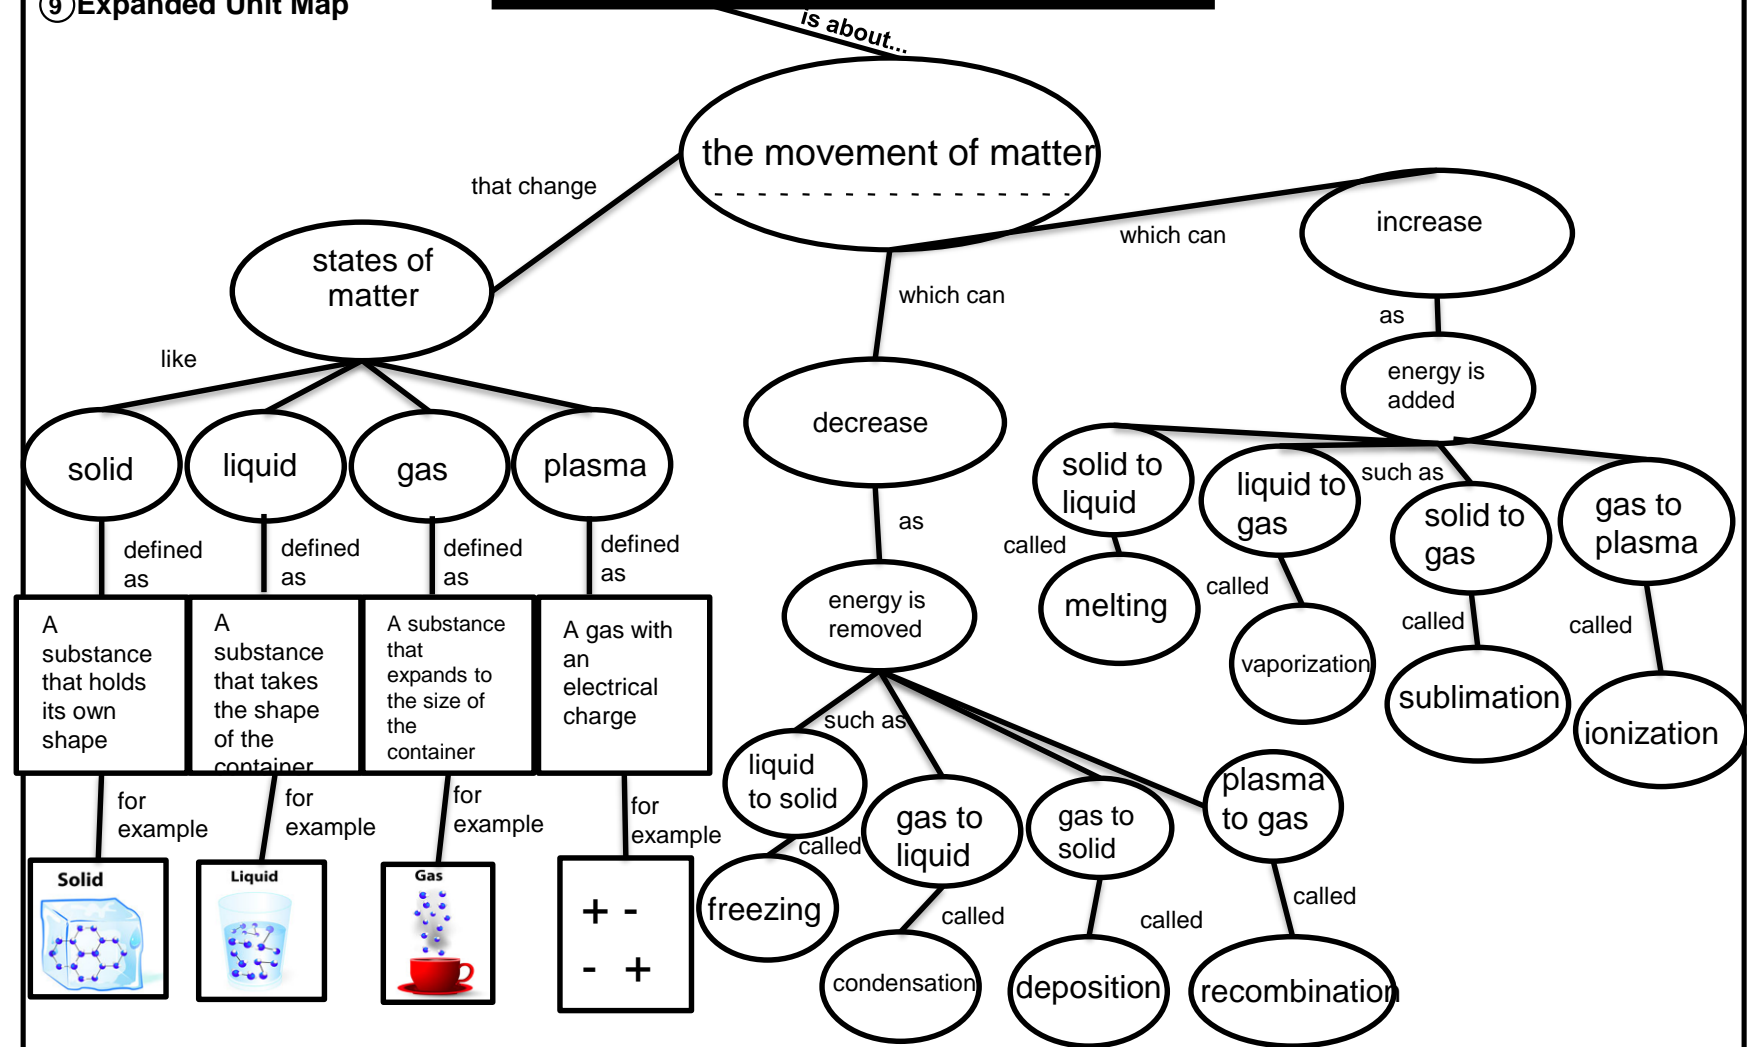 9 Expanded Unit Map
is about...
the movement of matter
that change
which can
increase
states of
matter
which can
as
like
energy is
added
decrease
solid
liquid
gas
plasma
solid to
liquid
liquid to
gas
such as
solid to
gas
gas to
plasma
defined
as
defined
as
defined
as
defined
as
as
called
called
called
called
melting
vaporization
sublimation
ionization
A
substance
that holds
its own
shape
A
substance
that takes
the shape
of the
container
A substance
that
expands to
the size of
the
container
A gas with
an
electrical
charge
energy is
removed
such as
liquid
to solid
gas to
liquid
gas to
solid
plasma
to gas
for
example
for
example
for
example
for
example
called
called
called
called
Solid
Liquid
Gas
+ -
- +
freezing
condensation
deposition
recombination